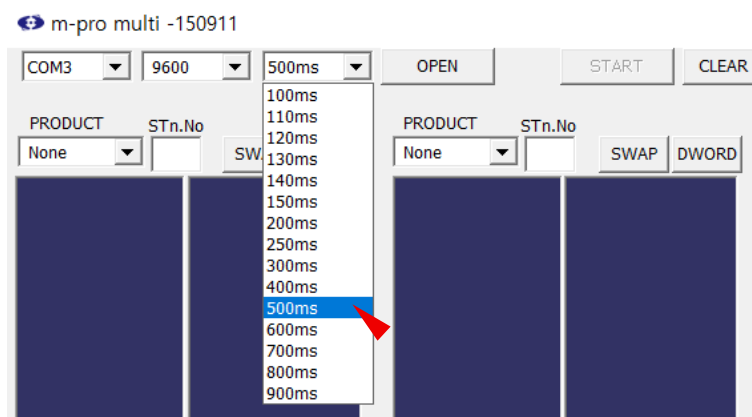 m-pro multi -150911
COM3 9600 500ms OPEN START CLEAR
100ms
110ms
120ms
130ms
140ms
150ms
200ms
250ms
300ms
400ms
500ms
600ms
700ms
800ms
900ms
PRODUCT STn.No PRODUCT STn.No
None None SWAP DWORD